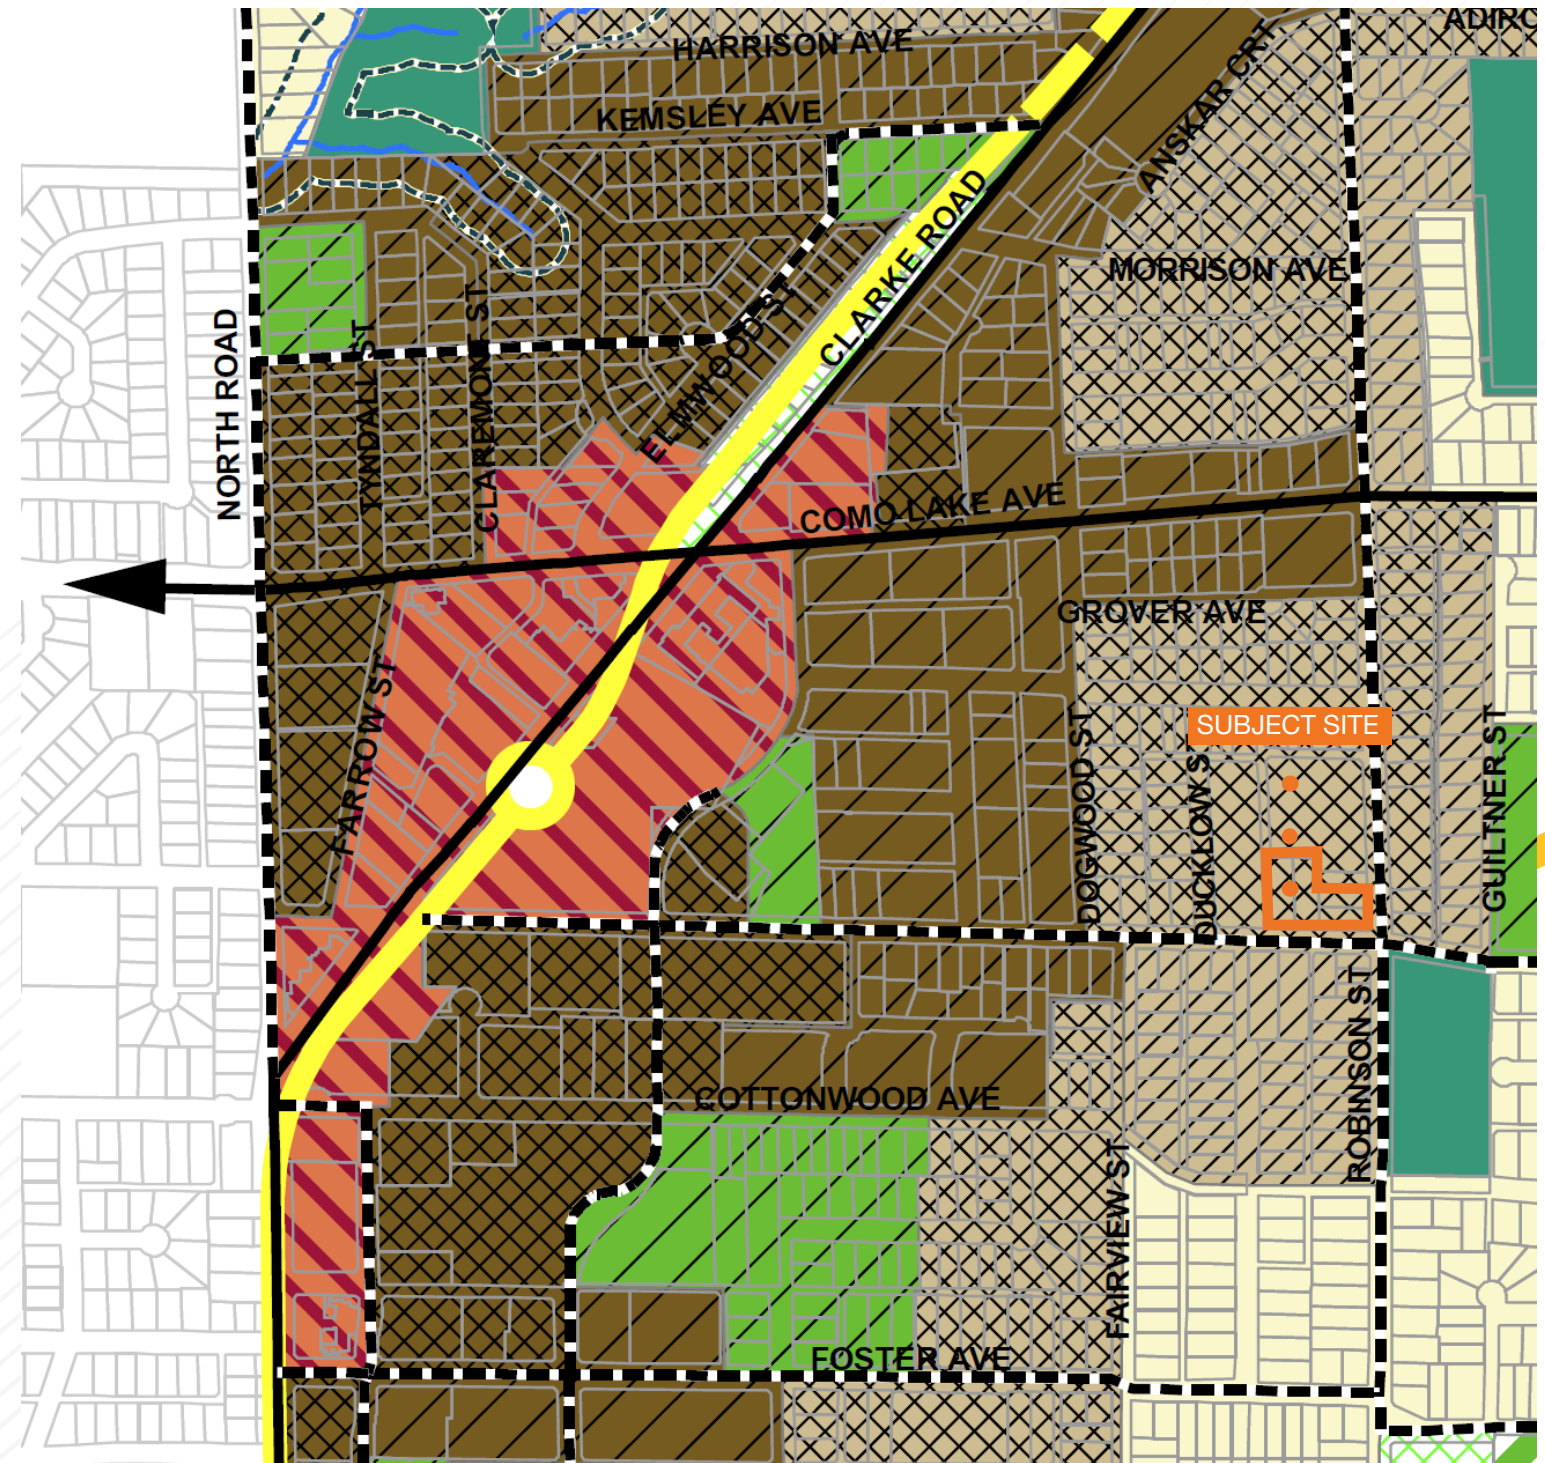 ADIRO
HARRISON AVE
KEMSLEY AVE
ANSKAR CRT
CLARKE ROAD
MORRISON AVE
NORTH ROAD
TYNDALL ST
CLAREMONT ST
ELMWOOD ST
COMO LAKE AVE
GROVER AVE
FARROW ST
SUBJECT SITE
DOGWOOD ST
DUCKLOW S
GUILTNER ST
ROBINSON ST
COTTONWOOD AVE
FAIRVIEW ST
FOSTER AVE